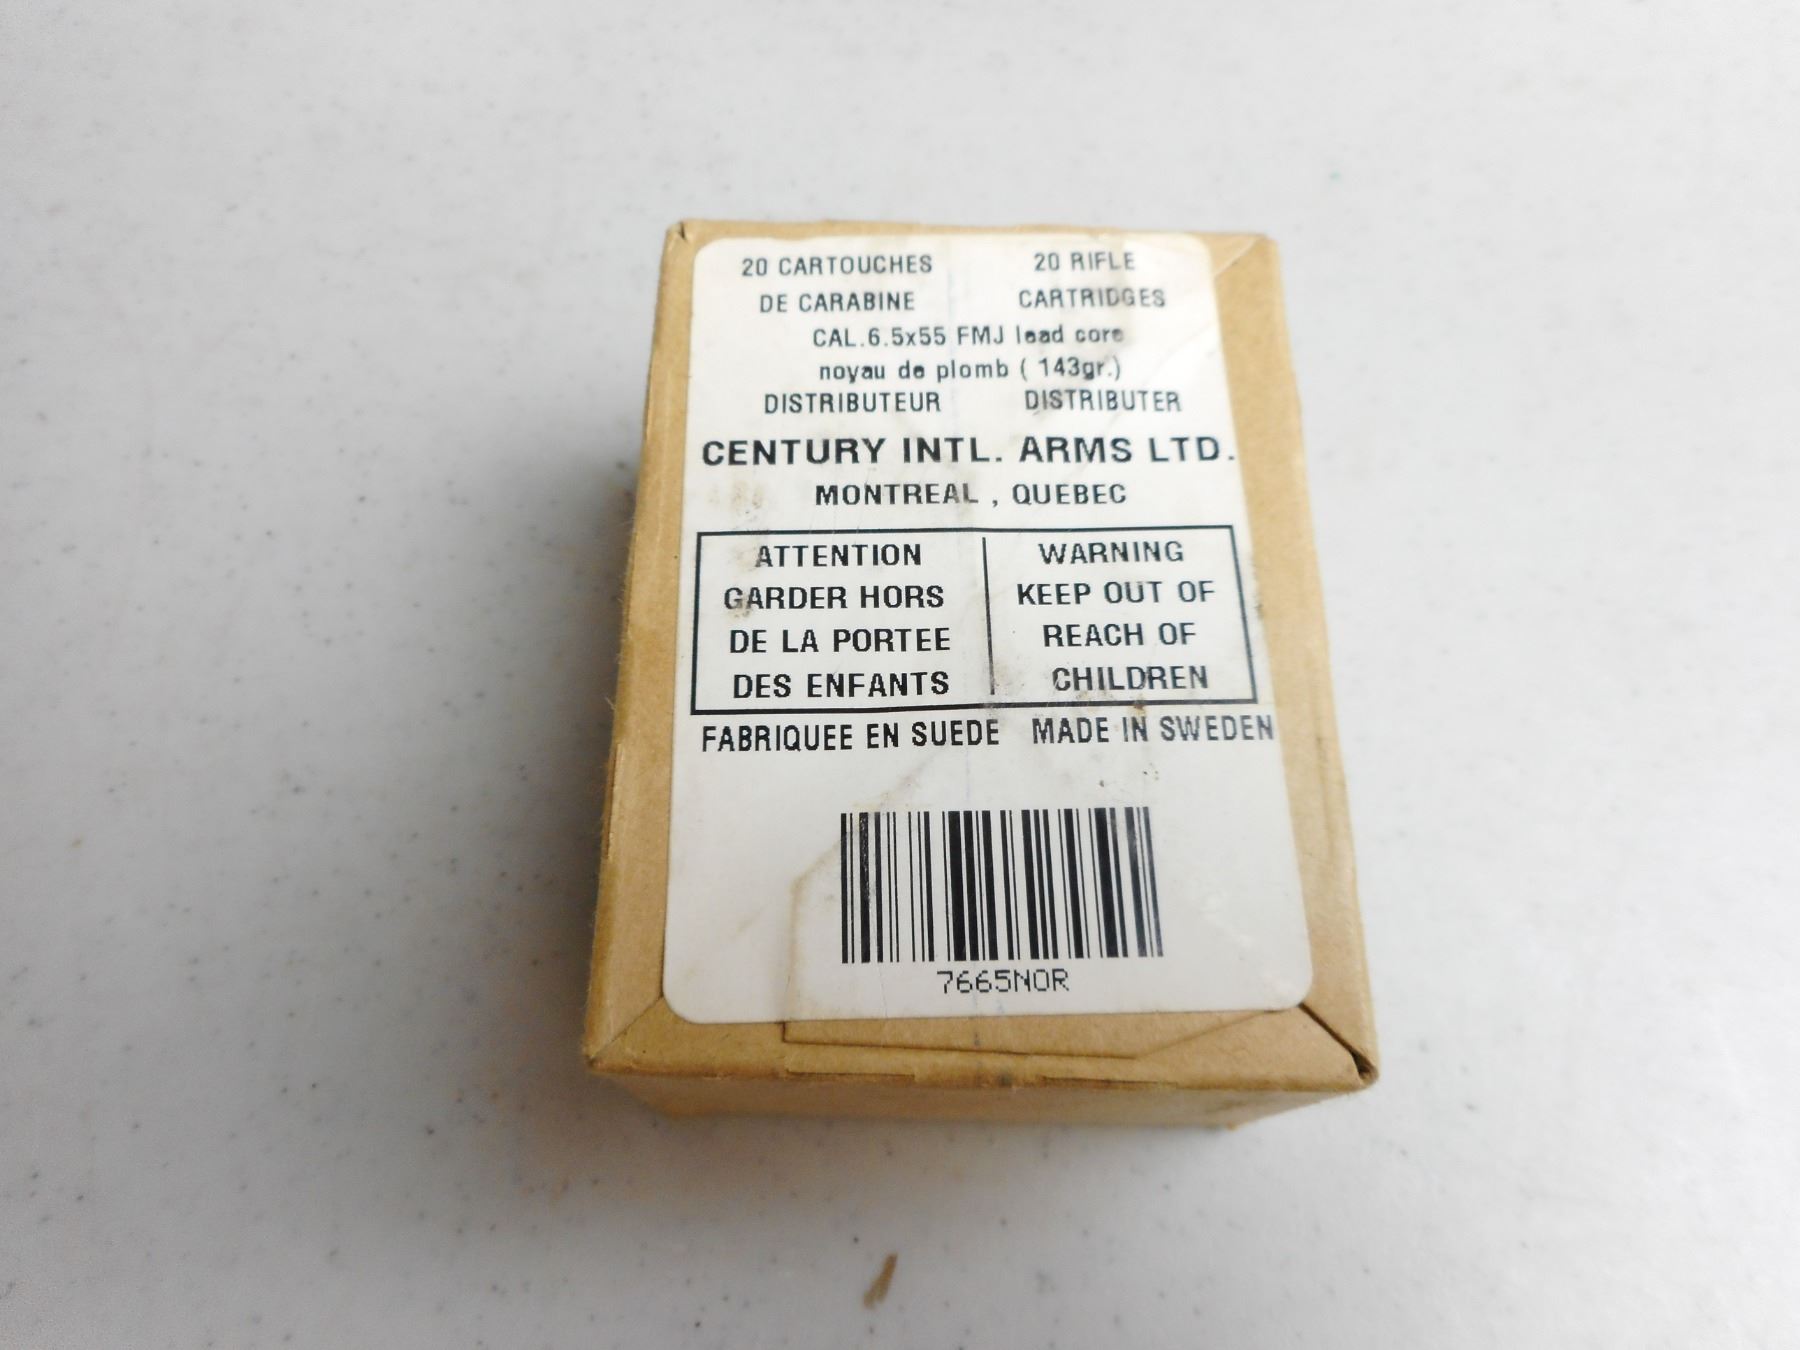 20 CARTOUCHES 20 RIFLE
DE CARABINE CARTRIDGES
CAL.6.5x55 FMJ lead core
noyau de plomb ( 143gr.)
DISTRIBUTEUR DISTRIBUTER
CENTURY INTL. ARMS LTD.
MONTREAL , QUEBEC
ATTENTION
GARDER HORS
DE LA PORTEE
DES ENFANTS
WARNING
KEEP OUT OF
REACH OF
CHILDREN
FABRIQUEE EN SUEDE MADE IN SWEDEN
7665NOR